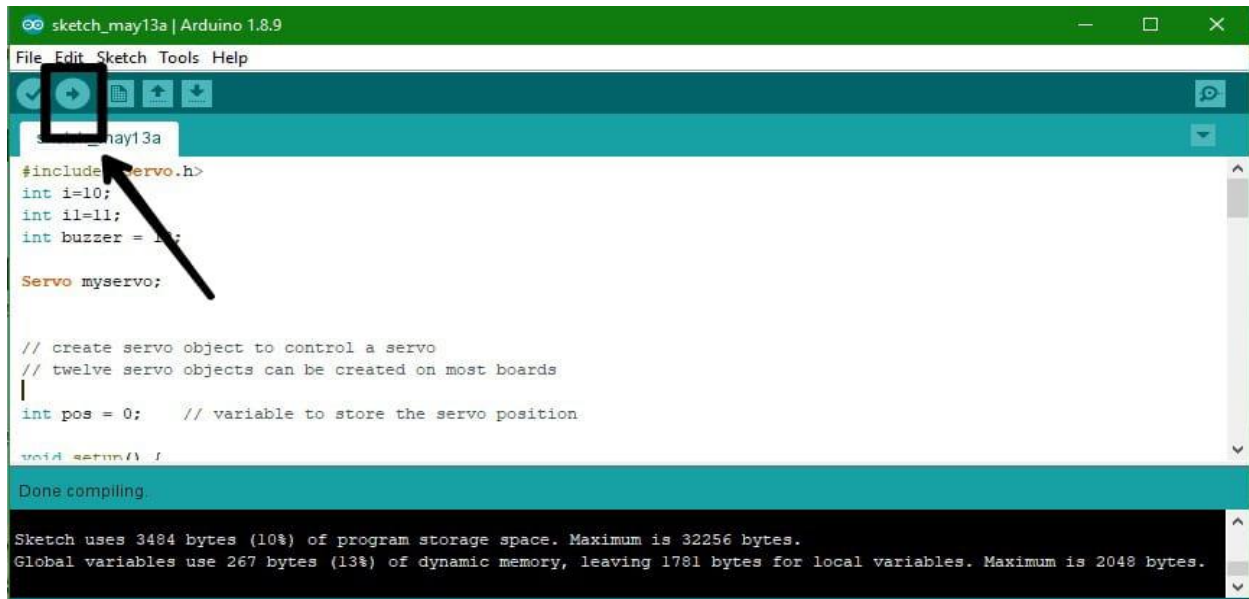 sketch_may13a | Arduino 1.8.9
File Edit Sketch Tools Help
may13a
#include ervo.h>
int i=10;
int i1=11;
int buzzer = 1 ;
Servo myservo;
// create servo object to control a servo
// twelve servo objects can be created on most boards
int pos = 0;    // variable to store the servo position
void setup() {
Done compiling.
Sketch uses 3484 bytes (10%) of program storage space. Maximum is 32256 bytes.
Global variables use 267 bytes (13%) of dynamic memory, leaving 1781 bytes for local variables. Maximum is 2048 bytes.